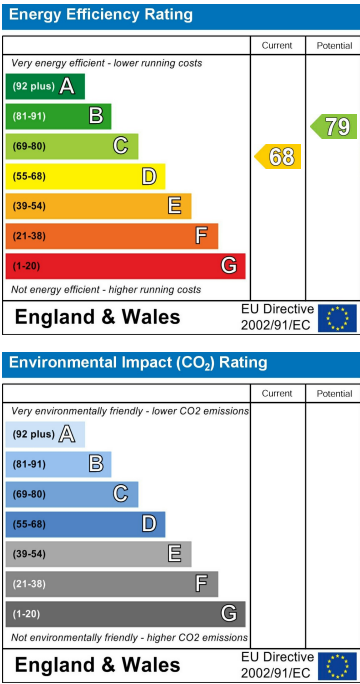 Energy Efficiency Rating
Current Potential
Very energy efficient - lower running costs
(92 plus) A
(81-91) B
(69-80) C
(55-68) D
(39-54) E
(21-38) F
(1-20) G
68
79
Not energy efficient - higher running costs
England & Wales
EU Directive
2002/91/EC
Environmental Impact (CO₂) Rating
Current Potential
Very environmentally friendly - lower CO2 emissions
(92 plus) A
(81-91) B
(69-80) C
(55-68) D
(39-54) E
(21-38) F
(1-20) G
Not environmentally friendly - higher CO2 emissions
England & Wales
EU Directive
2002/91/EC